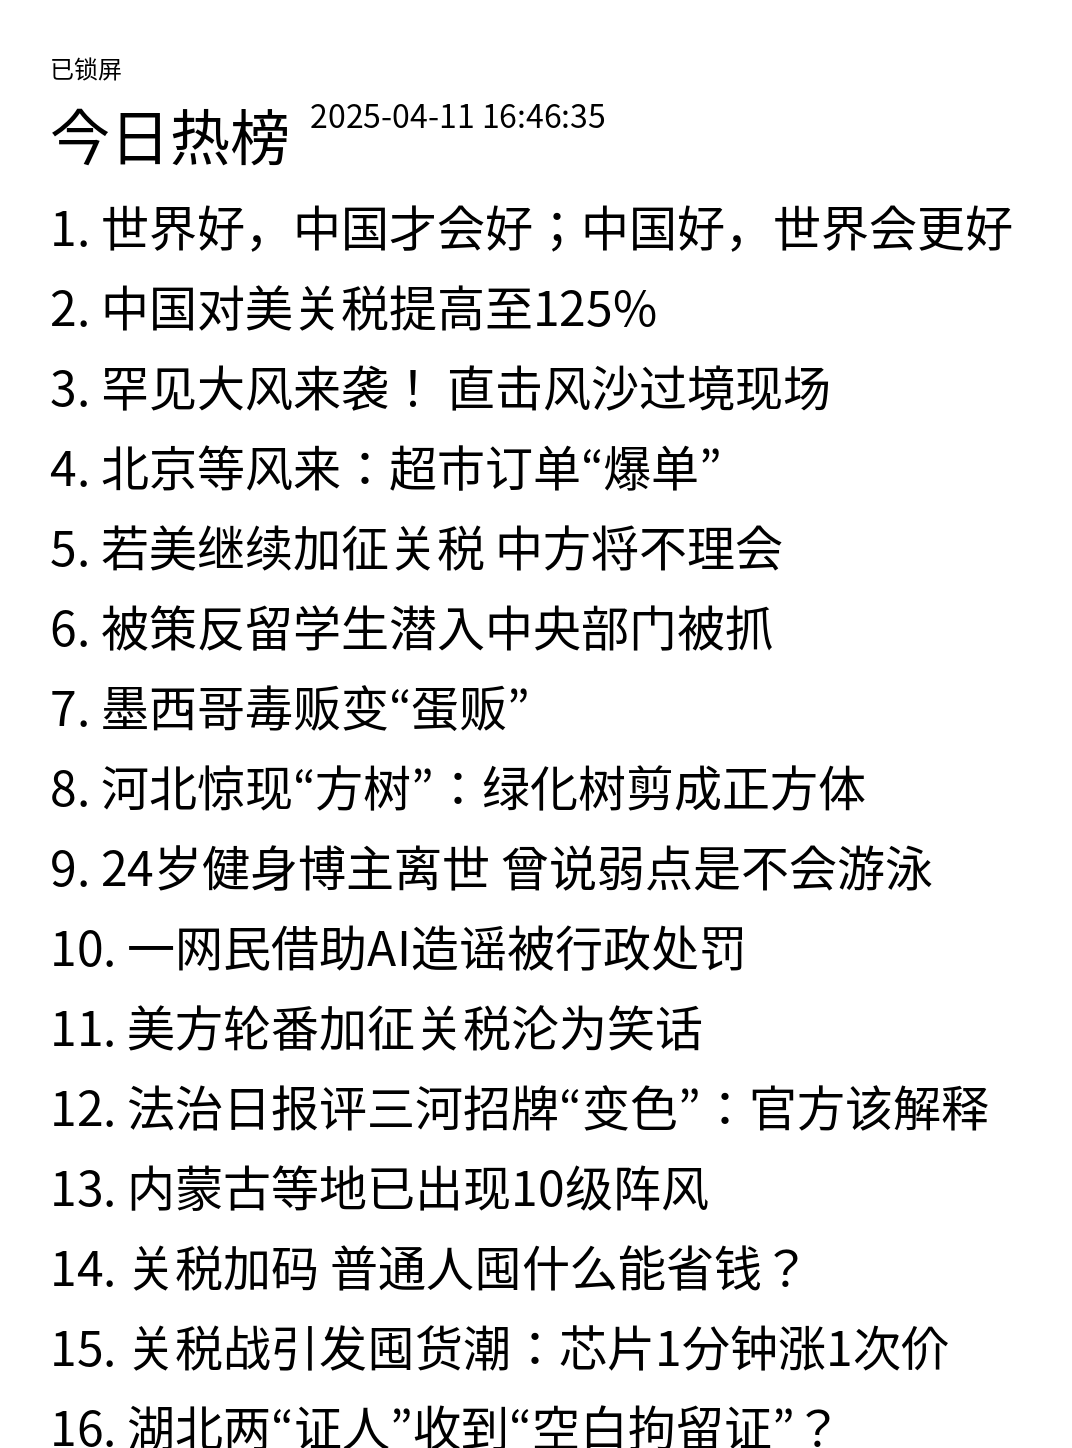 已锁屏
今日热榜 2025-04-11 16:46:35
1. 世界好，中国才会好；中国好，世界会更好
2. 中国对美关税提高至125%
3. 罕见大风来袭！ 直击风沙过境现场
4. 北京等风来：超市订单“爆单”
5. 若美继续加征关税 中方将不理会
6. 被策反留学生潜入中央部门被抓
7. 墨西哥毒贩变“蛋贩”
8. 河北惊现“方树”：绿化树剪成正方体
9. 24岁健身博主离世 曾说弱点是不会游泳
10. 一网民借助AI造谣被行政处罚
11. 美方轮番加征关税沦为笑话
12. 法治日报评三河招牌“变色”：官方该解释
13. 内蒙古等地已出现10级阵风
14. 关税加码 普通人囤什么能省钱？
15. 关税战引发囤货潮：芯片1分钟涨1次价
16. 湖北两“证人”收到“空白拘留证”？